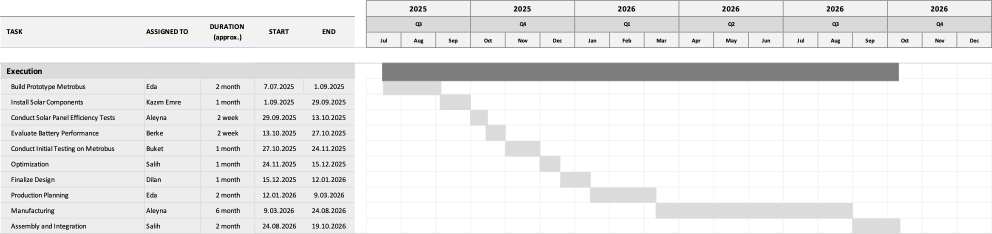 2025 2025 2026 2026 2026 2026
Q3 Q4 Q1 Q2 Q3 Q4
TASK ASSIGNED TO DURATION (approx.) START END Jul Aug Sep Oct Nov Dec Jan Feb Mar Apr May Jun Jul Aug Sep Oct Nov Dec
Execution
Build Prototype Metrobus Eda 2 month 7.07.2025 1.09.2025
Install Solar Components Kazım Emre 1 month 1.09.2025 29.09.2025
Conduct Solar Panel Efficiency Tests Aleyna 2 week 29.09.2025 13.10.2025
Evaluate Battery Performance Berke 2 week 13.10.2025 27.10.2025
Conduct Initial Testing on Metrobus Buket 1 month 27.10.2025 24.11.2025
Optimization Salih 1 month 24.11.2025 15.12.2025
Finalize Design Dilan 1 month 15.12.2025 12.01.2026
Production Planning Eda 2 month 12.01.2026 9.03.2026
Manufacturing Aleyna 6 month 9.03.2026 24.08.2026
Assembly and Integration Salih 2 month 24.08.2026 19.10.2026